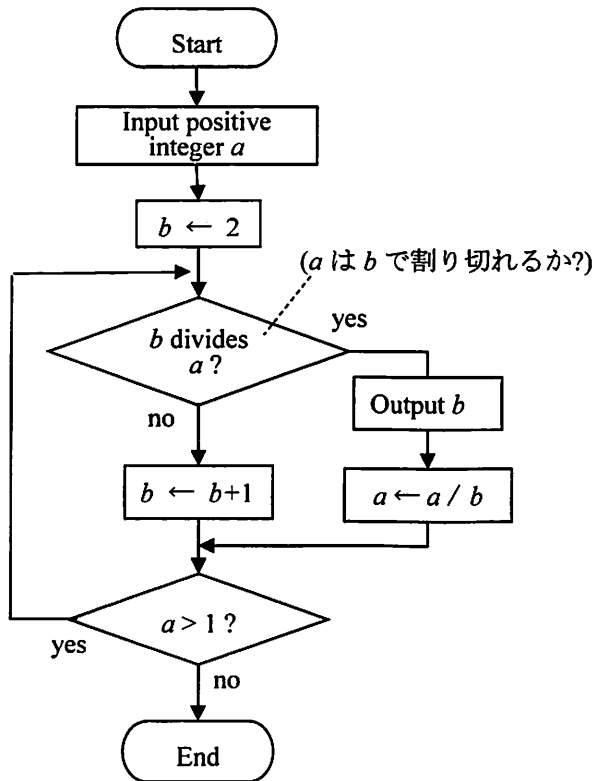 Start
Input positive
integer a
b ← 2
(a は b で割り切れるか?)
b divides
a ?
yes
no
Output b
b ← b+1
a ← a / b
a > 1 ?
yes
no
End